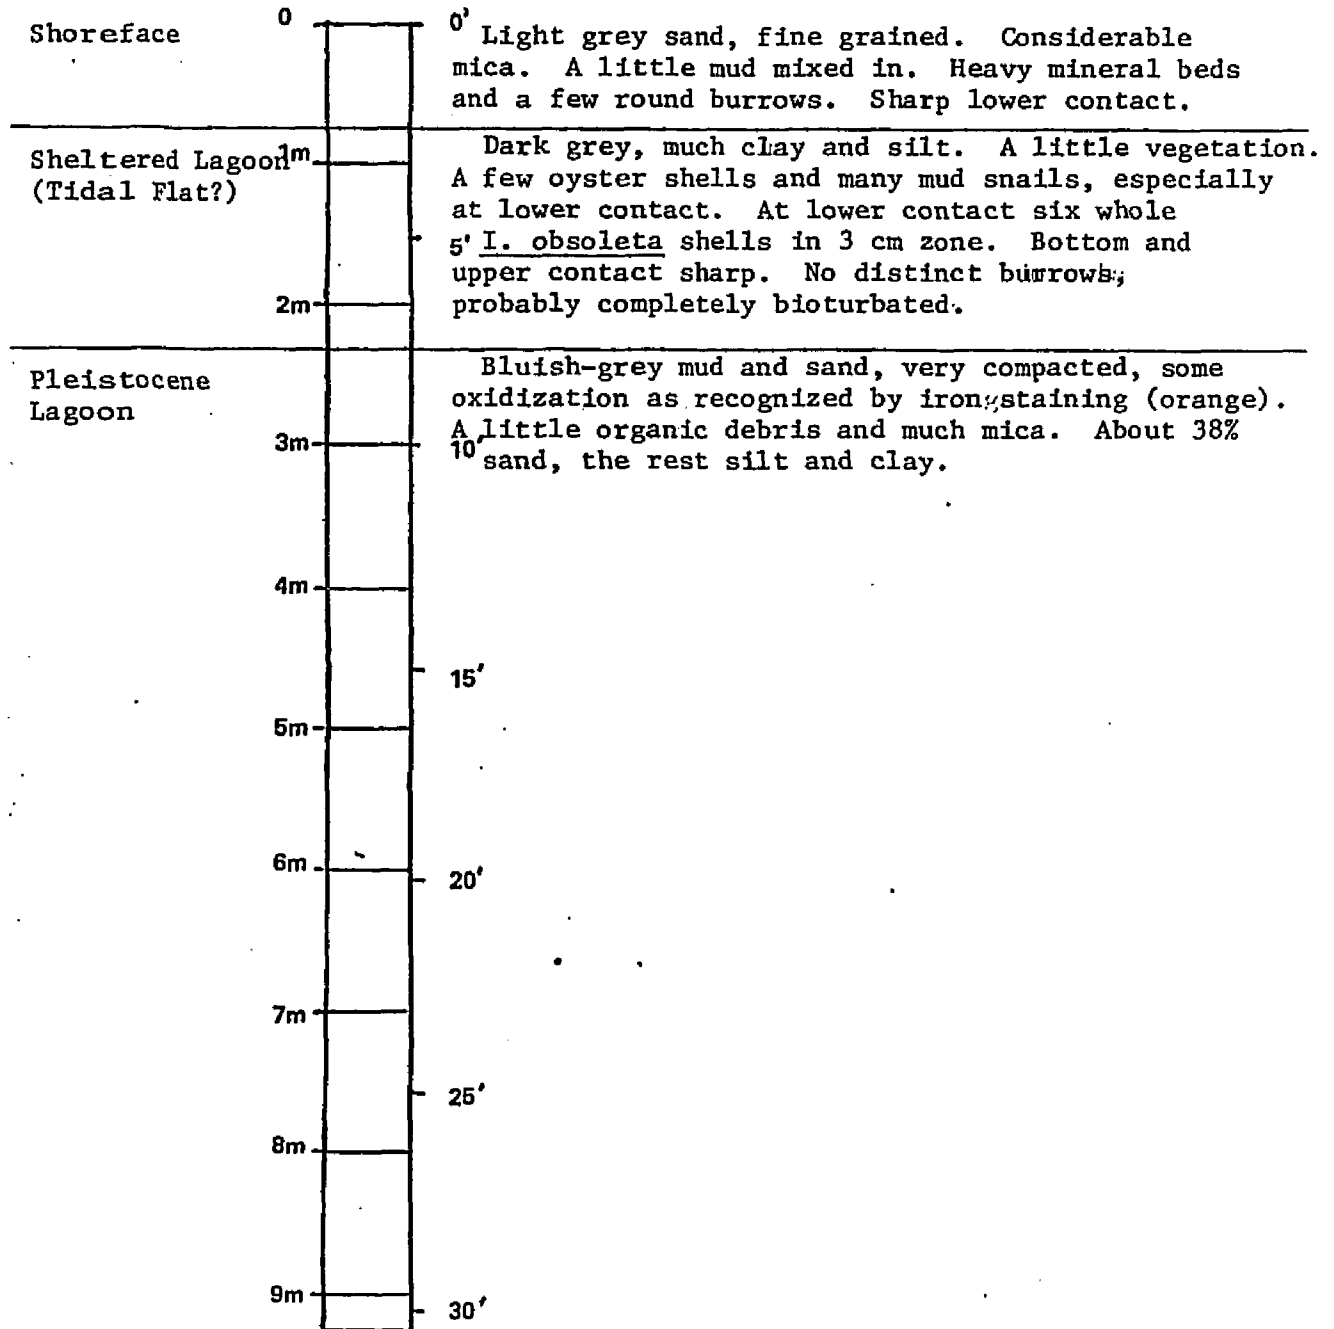 Shoreface
0
0'
Light grey sand, fine grained. Considerable
mica. A little mud mixed in. Heavy mineral beds
and a few round burrows. Sharp lower contact.
Sheltered Lagoon
(Tidal Flat?)
1m
Dark grey, much clay and silt. A little vegetation.
A few oyster shells and many mud snails, especially
at lower contact. At lower contact six whole
5' I. obsoleta shells in 3 cm zone. Bottom and
upper contact sharp. No distinct burrows;
2m
probably completely bioturbated.
Pleistocene
Lagoon
Bluish-grey mud and sand, very compacted, some
oxidization as recognized by iron staining (orange).
3m
A little organic debris and much mica. About 38%
10'
sand, the rest silt and clay.
4m
15'
5m
6m
20'
7m
25'
8m
9m
30'